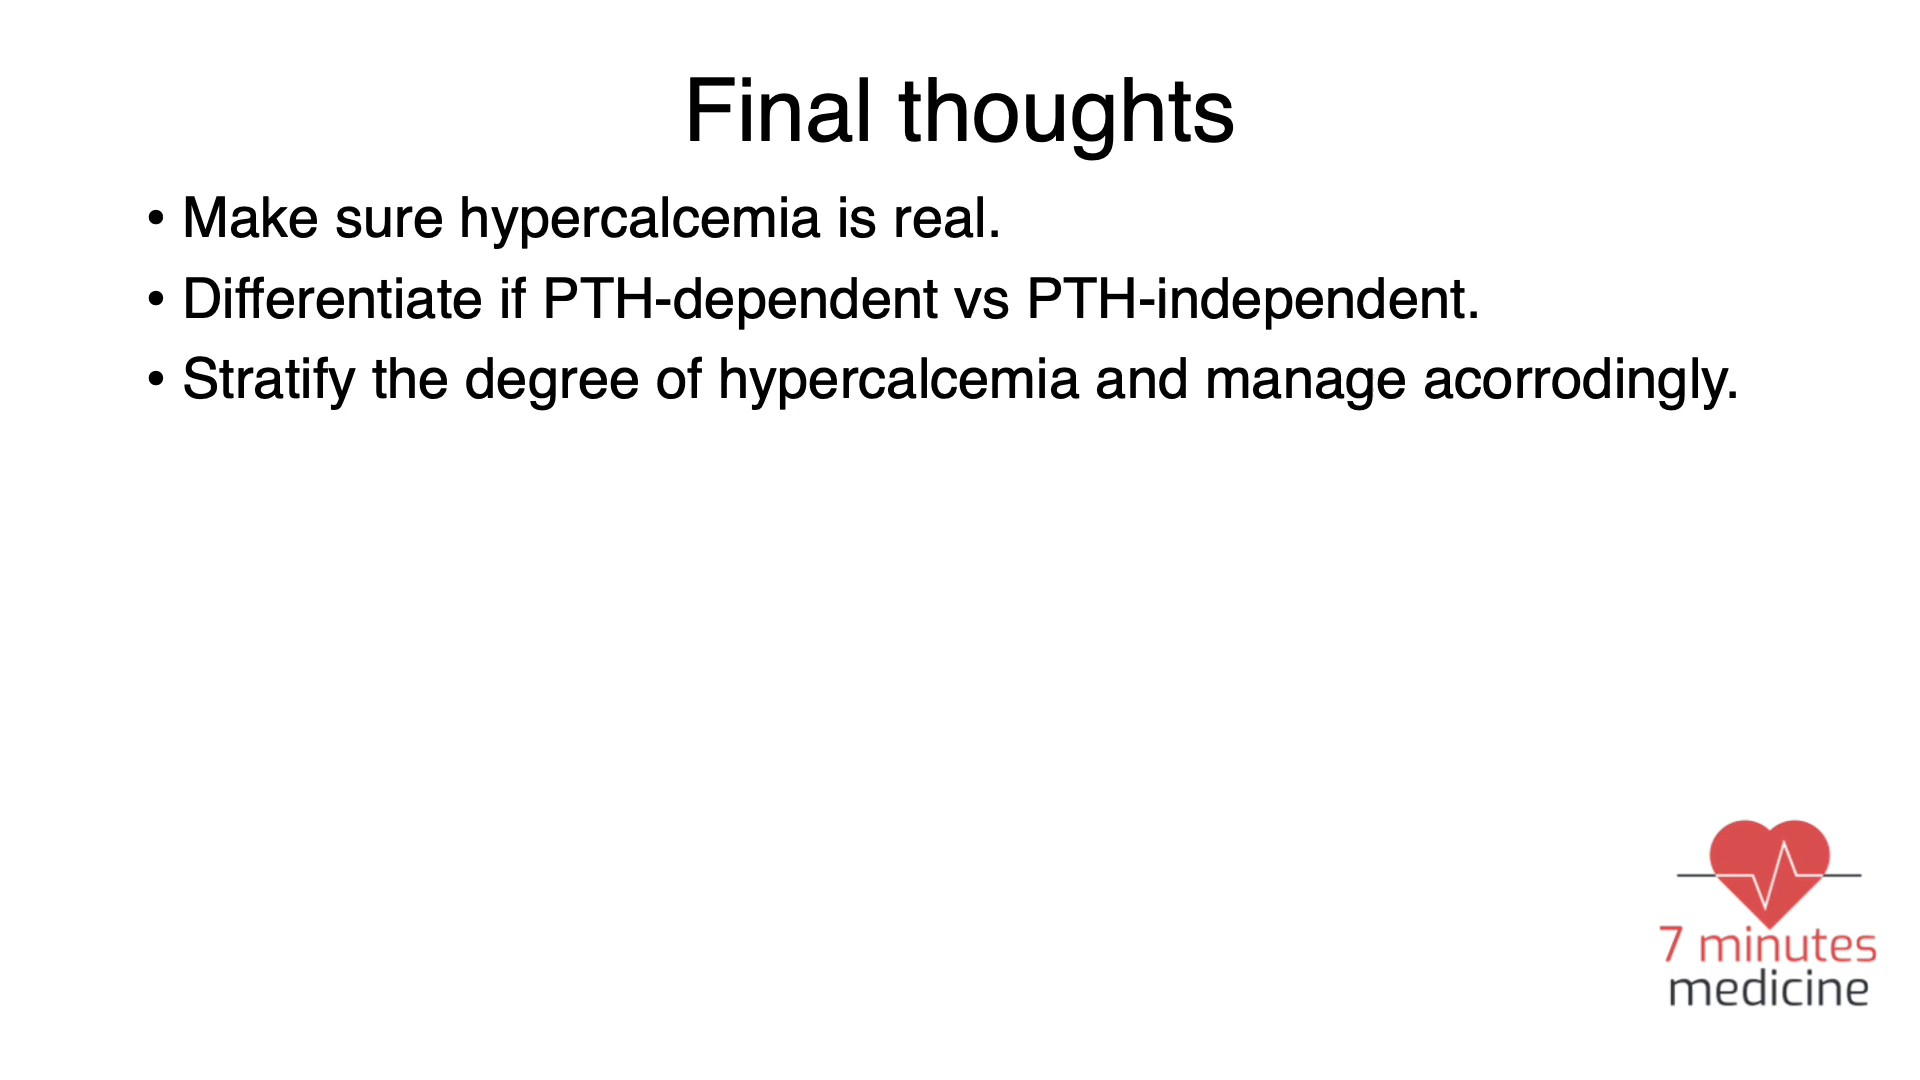 Final thoughts
• Make sure hypercalcemia is real.
• Differentiate if PTH-dependent vs PTH-independent.
• Stratify the degree of hypercalcemia and manage acorrodingly.
7 minutes
medicine